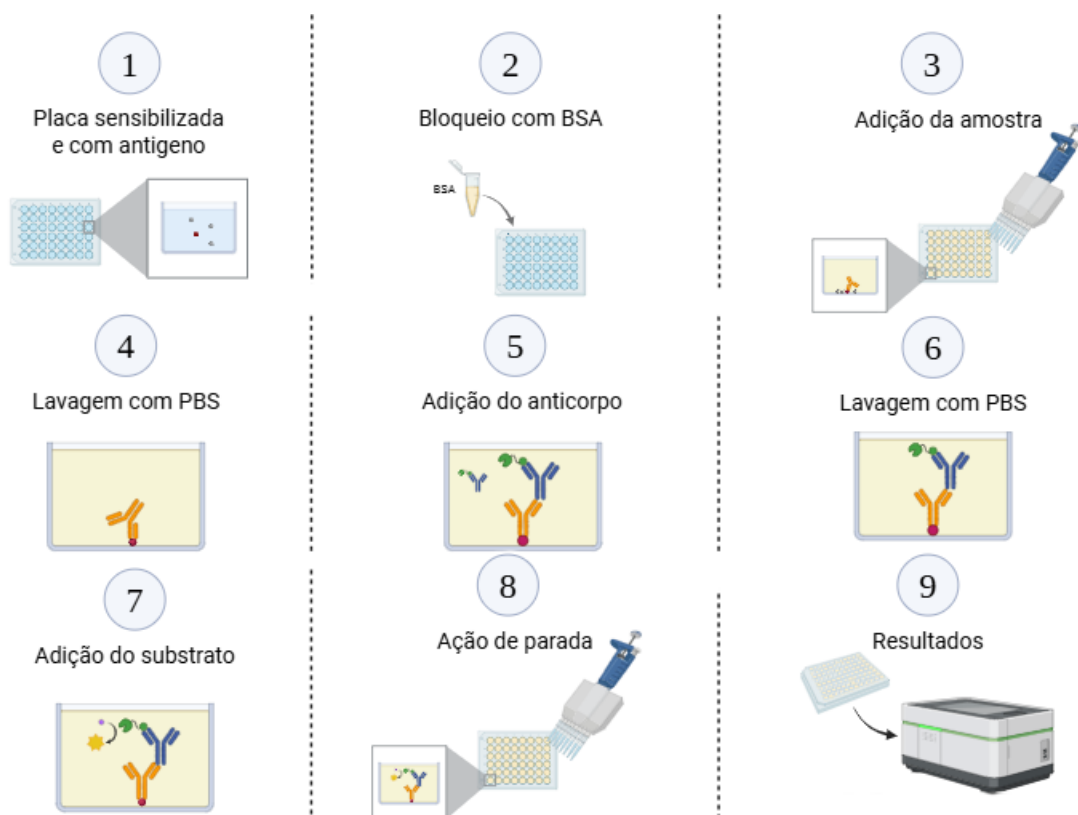 1
Placa sensibilizada
e com antigeno
2
Bloqueio com BSA
BSA
3
Adição da amostra
4
Lavagem com PBS
5
Adição do anticorpo
6
Lavagem com PBS
7
Adição do substrato
8
Ação de parada
9
Resultados